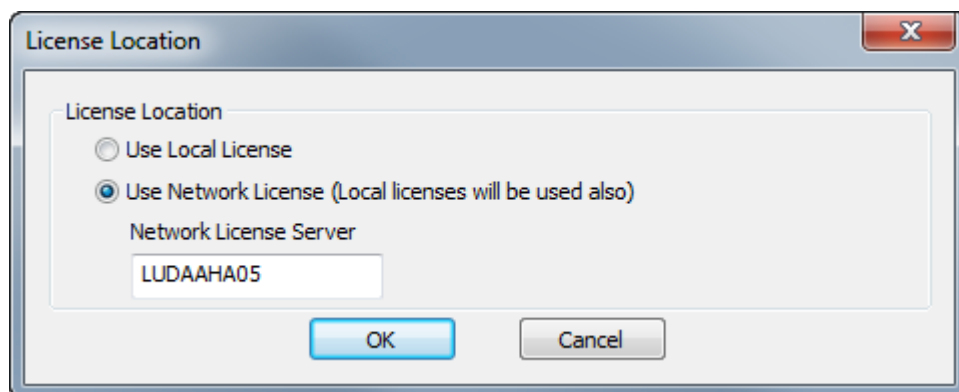 License Location
License Location
Use Local License
Use Network License (Local licenses will be used also)
Network License Server
LUDAAHA05
OK Cancel